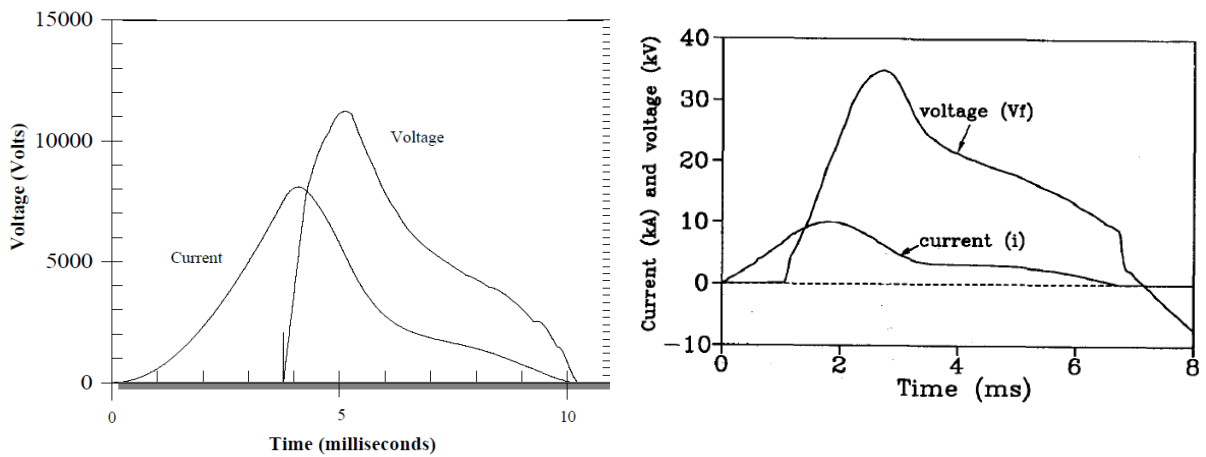 15000
10000
5000
0
Voltage (Volts)
Voltage
Current
0
5
10
Time (milliseconds)
40
30
20
10
0
−10
Current (kA) and voltage (kV)
voltage (Vf)
current (i)
0
2
4
6
8
Time (ms)